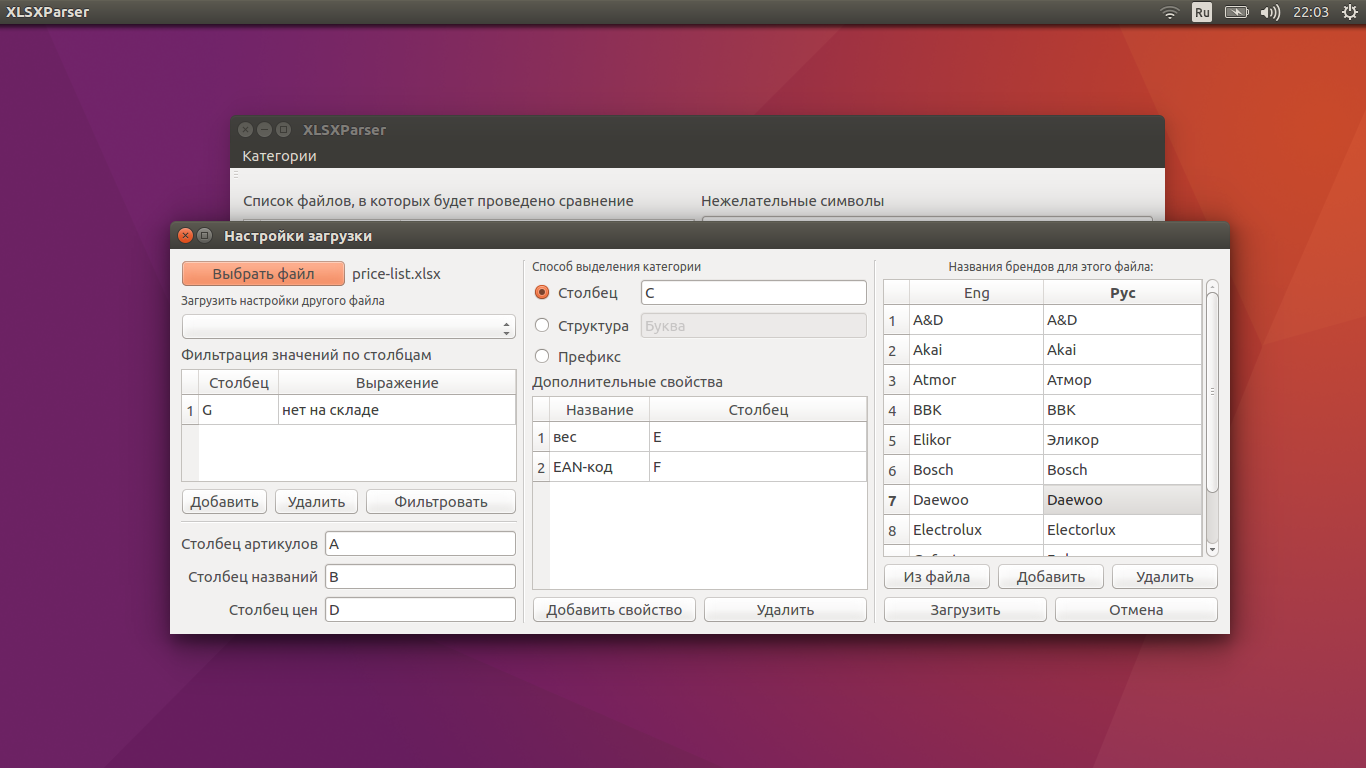 XLSXParser
Ru
22:03
XLSXParser
Категории
Список файлов, в которых будет проведено сравнение
Нежелательные символы
Настройки загрузки
Выбрать файл
price-list.xlsx
Загрузить настройки другого файла
Фильтрация значений по столбцам
Столбец Выражение
1 G нет на складе
Добавить Удалить Фильтровать
Столбец артикулов A
Столбец названий B
Столбец цен D
Способ выделения категории
Столбец C
Структура Буква
Префикс
Дополнительные свойства
Название Столбец
1 вес E
2 EAN-код F
Добавить свойство Удалить
Названия брендов для этого файла:
Eng Рус
1 A&D A&D
2 Akai Akai
3 Atmor Атмор
4 BBK BBK
5 Elikor Эликор
6 Bosch Bosch
7 Daewoo Daewoo
8 Electrolux Electorlux
Из файла Добавить Удалить
Загрузить Отмена